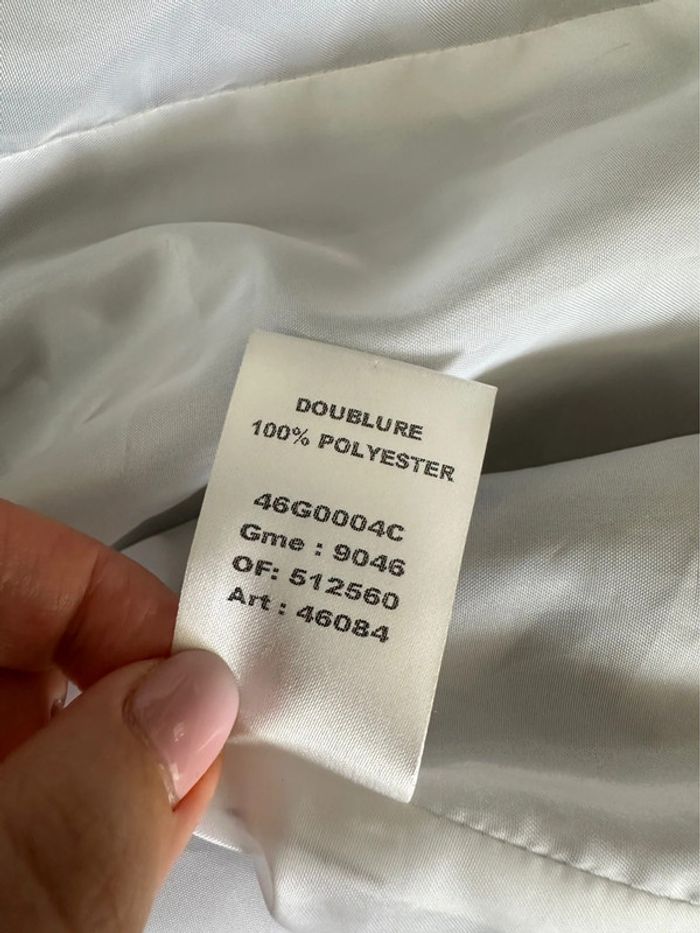 DOUBLURE
100% POLYESTER
46G0004C
Gme : 9046
OF: 512560
Art : 46084